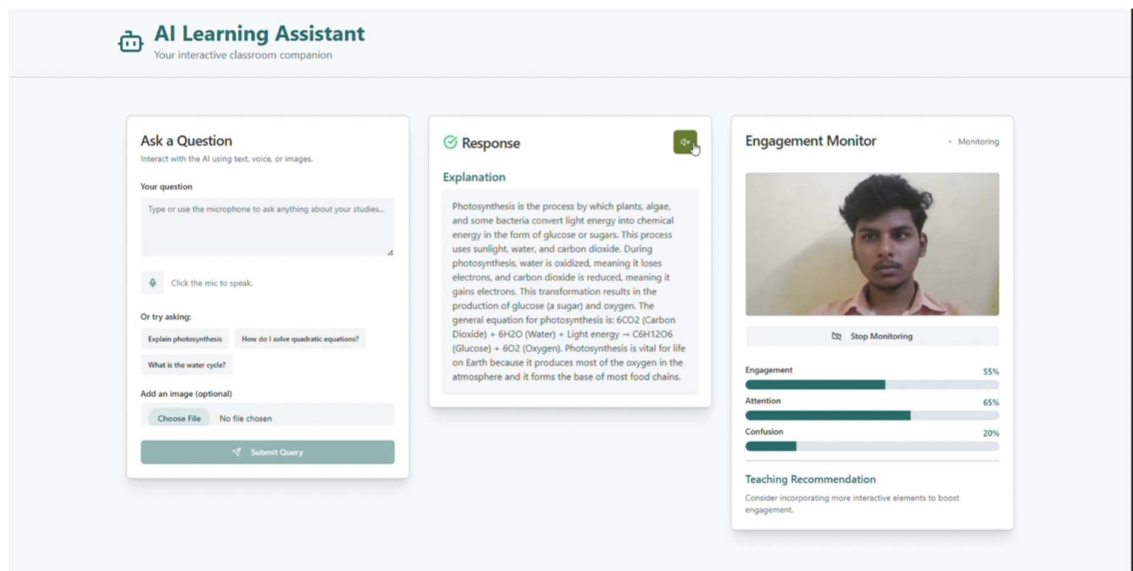 AI Learning Assistant
Your interactive classroom companion
Ask a Question
Interact with the AI using text, voice, or images.
Your question
Type or use the microphone to ask anything about your studies...
Click the mic to speak.
Or try asking:
Explain photosynthesis
How do I solve quadratic equations?
What is the water cycle?
Add an image (optional)
Choose File No file chosen
Submit Query
Response
Explanation
Photosynthesis is the process by which plants, algae,
and some bacteria convert light energy into chemical
energy in the form of glucose or sugars. This process
uses sunlight, water, and carbon dioxide. During
photosynthesis, water is oxidized, meaning it loses
electrons, and carbon dioxide is reduced, meaning it
gains electrons. This transformation results in the
production of glucose (a sugar) and oxygen. The
general equation for photosynthesis is: 6CO2 (Carbon
Dioxide) + 6H2O (Water) + Light energy → C6H12O6
(Glucose) + 6O2 (Oxygen). Photosynthesis is vital for life
on Earth because it produces most of the oxygen in the
atmosphere and it forms the base of most food chains.
Engagement Monitor
• Monitoring
Stop Monitoring
Engagement 55%
Attention 65%
Confusion 20%
Teaching Recommendation
Consider incorporating more interactive elements to boost
engagement.